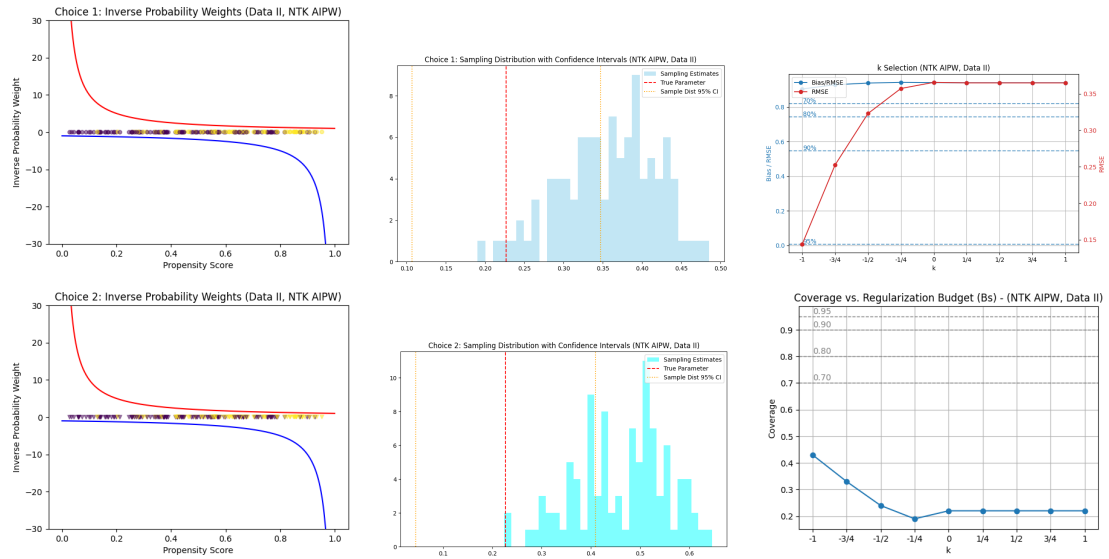 Choice 1: Inverse Probability Weights (Data II, NTK AIPW)
30
20
10
0
−10
−20
−30
Inverse Probability Weight
0.0 0.2 0.4 0.6 0.8 1.0
Propensity Score
Choice 1: Sampling Distribution with Confidence Intervals (NTK AIPW, Data II)
Sampling Estimates
True Parameter
Sample Dist 95% CI
8
6
4
2
0
0.10 0.15 0.20 0.25 0.30 0.35 0.40 0.45 0.50
k Selection (NTK AIPW, Data II)
Bias/RMSE
RMSE
70%
80%
90%
95%
0.8
0.6
0.4
0.2
0.0
Bias / RMSE
0.35
0.30
0.25
0.20
0.15
RMSE
-1 -3/4 -1/2 -1/4 0 1/4 1/2 3/4 1
k
Choice 2: Inverse Probability Weights (Data II, NTK AIPW)
30
20
10
0
−10
−20
−30
Inverse Probability Weight
0.0 0.2 0.4 0.6 0.8 1.0
Propensity Score
Choice 2: Sampling Distribution with Confidence Intervals (NTK AIPW, Data II)
Sampling Estimates
True Parameter
Sample Dist 95% CI
10
8
6
4
2
0
0.1 0.2 0.3 0.4 0.5 0.6
Coverage vs. Regularization Budget (Bs) - (NTK AIPW, Data II)
0.95
0.90
0.80
0.70
0.9
0.8
0.7
0.6
0.5
0.4
0.3
0.2
Coverage
-1 -3/4 -1/2 -1/4 0 1/4 1/2 3/4 1
k